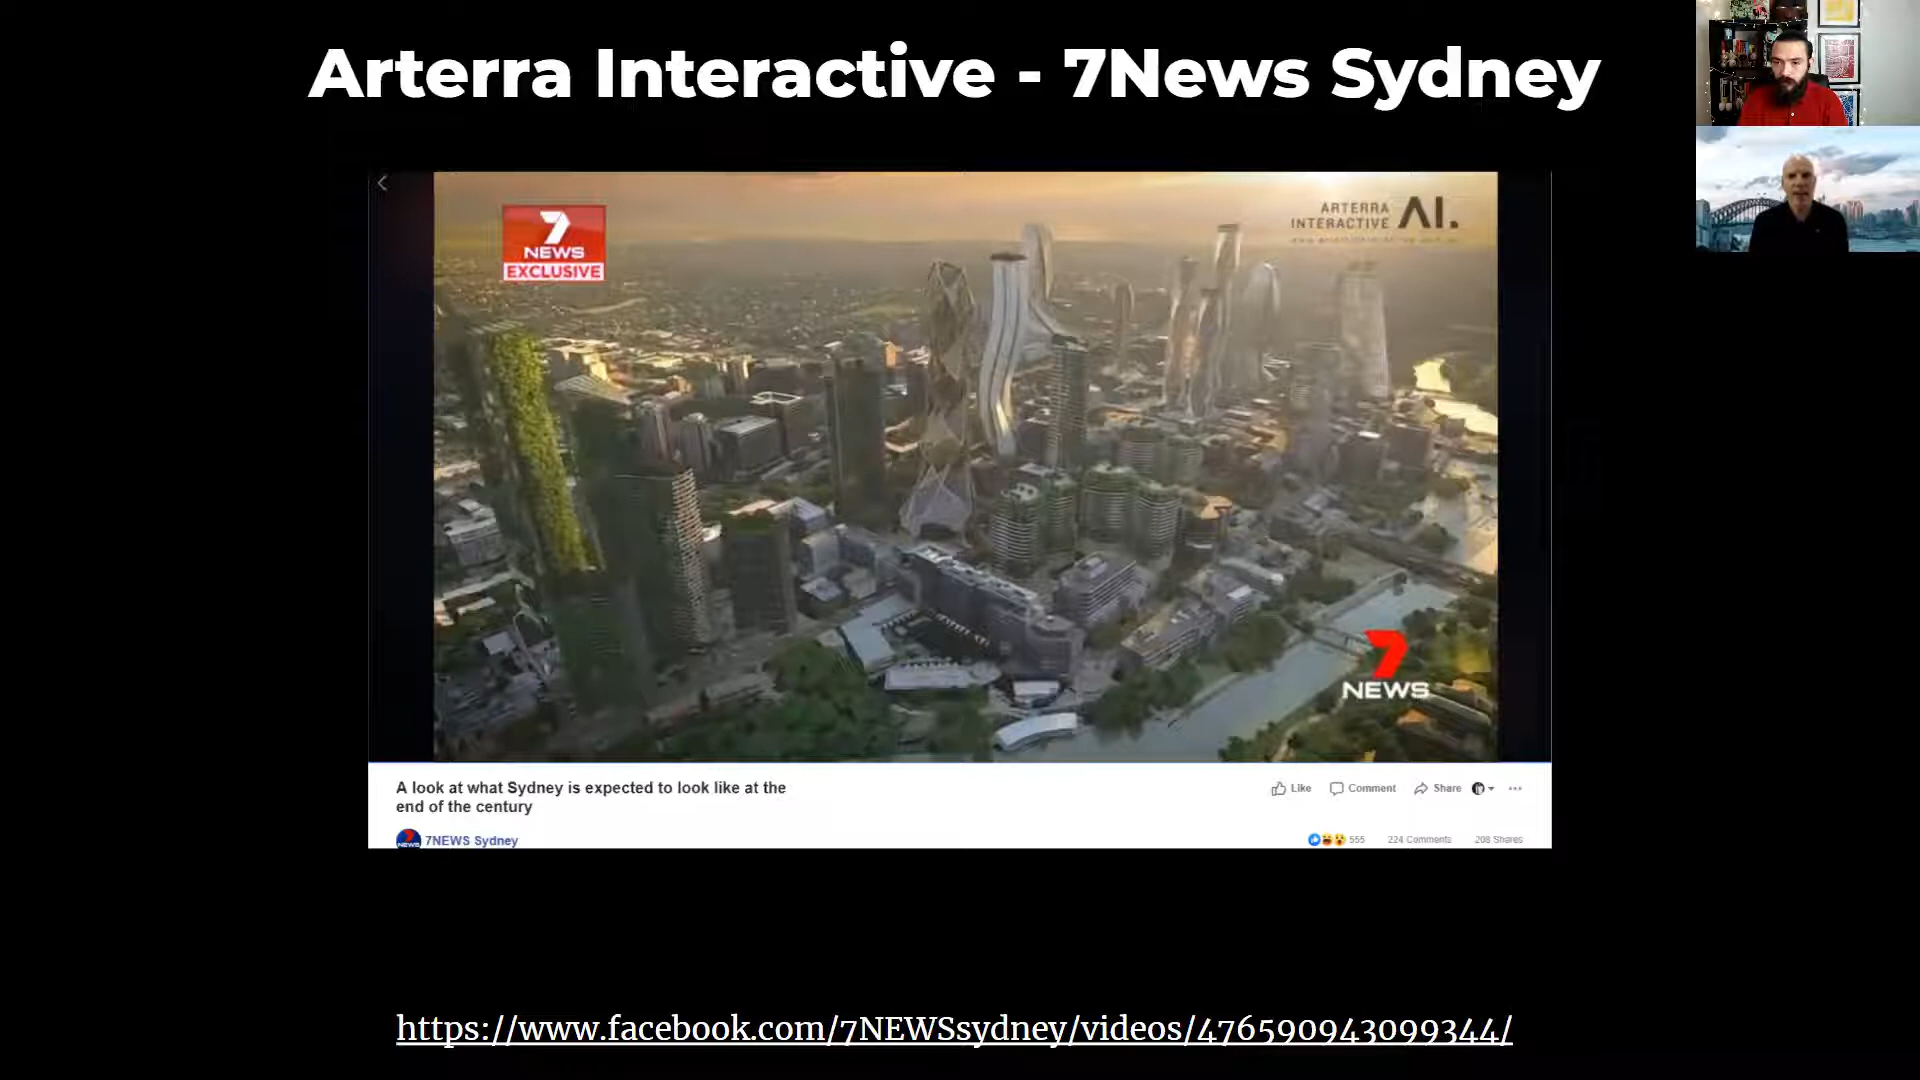 Arterra Interactive - 7News Sydney
7
NEWS
EXCLUSIVE
ARTERRA
INTERACTIVE
AI.
7
NEWS
A look at what Sydney is expected to look like at the
end of the century
Like
Comment
Share
7NEWS Sydney
555
224 Comments
208 Shares
https://www.facebook.com/7NEWSsydney/videos/476590943099344/